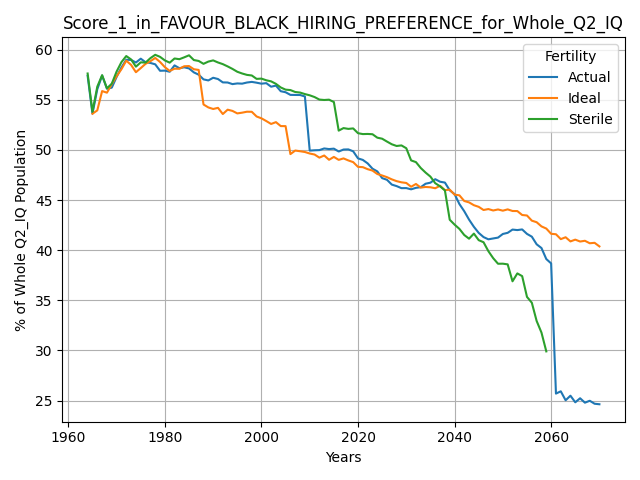 Score_1_in_FAVOUR_BLACK_HIRING_PREFERENCE_for_Whole_Q2_IQ
Fertility
Actual
Ideal
Sterile
% of Whole Q2_IQ Population
60
55
50
45
40
35
30
25
1960
1980
2000
2020
2040
2060
Years